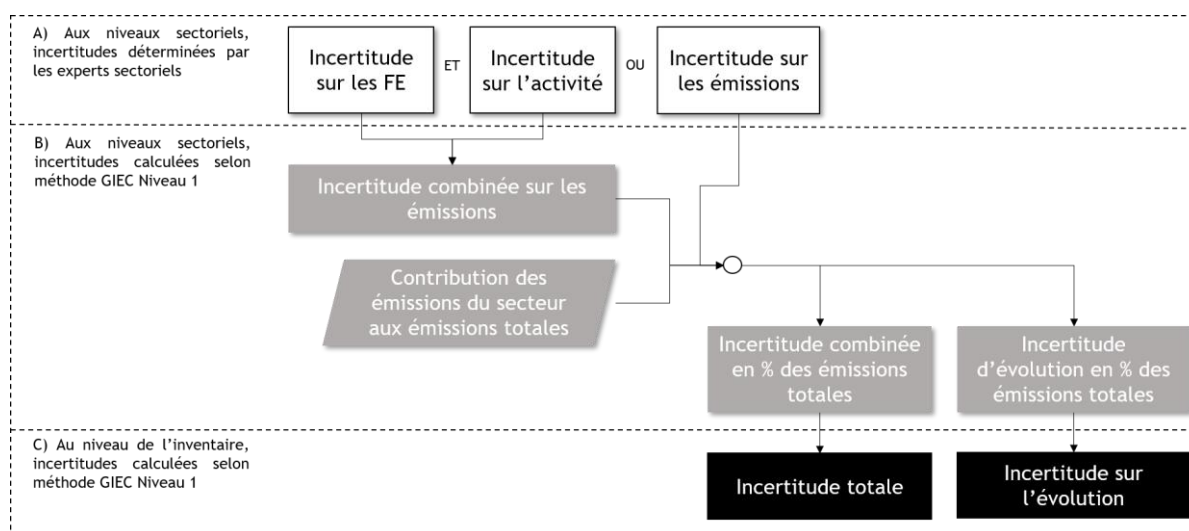 A) Aux niveaux sectoriels,
incertitudes déterminées par
les experts sectoriels
Incertitude
sur les FE
ET
Incertitude
sur l'activité
OU
Incertitude sur
les émissions
B) Aux niveaux sectoriels,
incertitudes calculées selon
méthode GIEC Niveau 1
Incertitude combinée sur les
émissions
Contribution des
émissions du secteur
aux émissions totales
Incertitude combinée
en % des émissions
totales
Incertitude
d'évolution en % des
émissions totales
C) Au niveau de l'inventaire,
incertitudes calculées selon
méthode GIEC Niveau 1
Incertitude totale
Incertitude sur
l'évolution